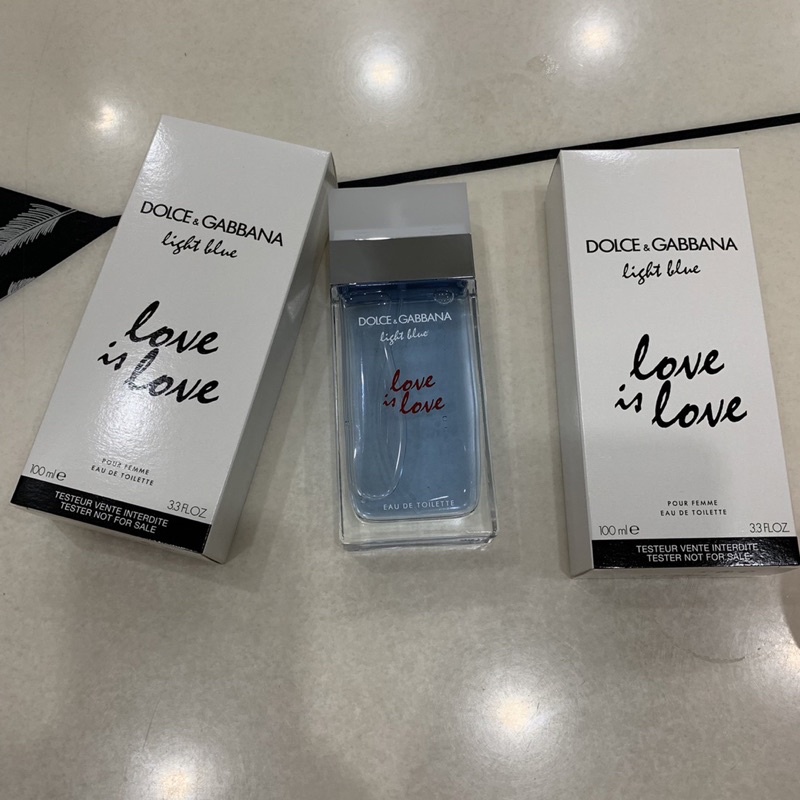 DOLCE & GABBANA
light blue
love
is love
POUR FEMME
EAU DE TOILETTE
100 ml e
3.3 FL.OZ.
TESTEUR VENTE INTERDITE
TESTER NOT FOR SALE
DOLCE & GABBANA
light blue
love
is love
EAU DE TOILETTE
DOLCE & GABBANA
light blue
love
is love
POUR FEMME
EAU DE TOILETTE
100 ml e
3.3 FL.OZ.
TESTEUR VENTE INTERDITE
TESTER NOT FOR SALE